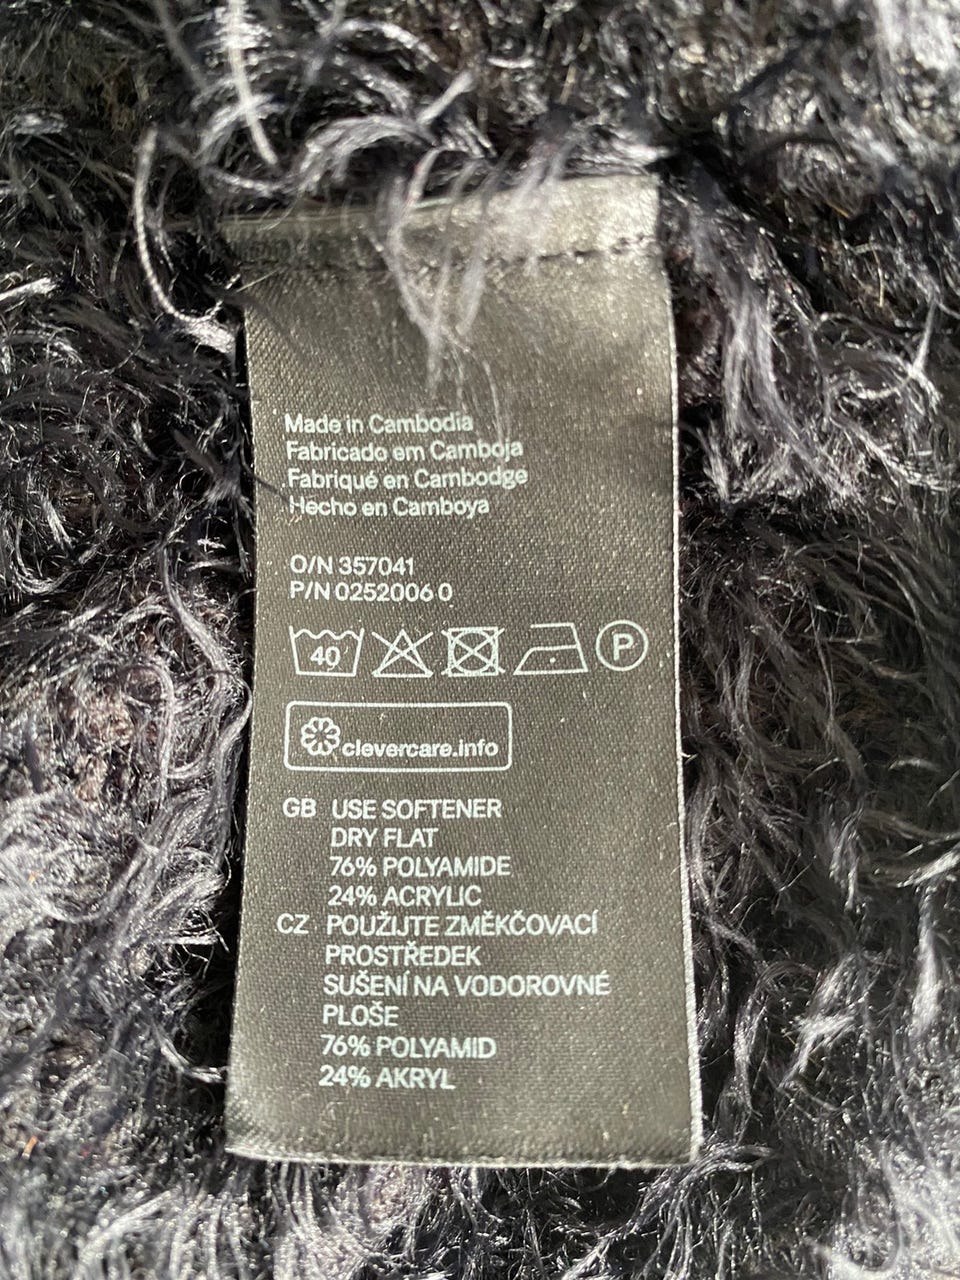 Made in Cambodia
Fabricado em Camboja
Fabriqué en Cambodge
Hecho en Camboya
O/N 357041
P/N 0252006 0
40 P
clevercare.info
GB USE SOFTENER
DRY FLAT
76% POLYAMIDE
24% ACRYLIC
CZ POUŽIJTE ZMĚKČOVACÍ
PROSTŘEDEK
SUŠENÍ NA VODOROVNÉ
PLOŠE
76% POLYAMID
24% AKRYL